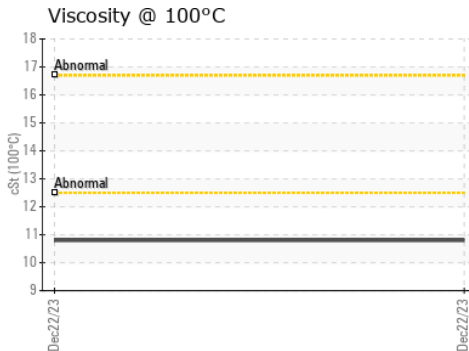 Viscosity @ 100°C
18
17
16
15
14
13
12
11
10
9
cSt (100°C)
Abnormal
Abnormal
Dec22/23
Dec22/23